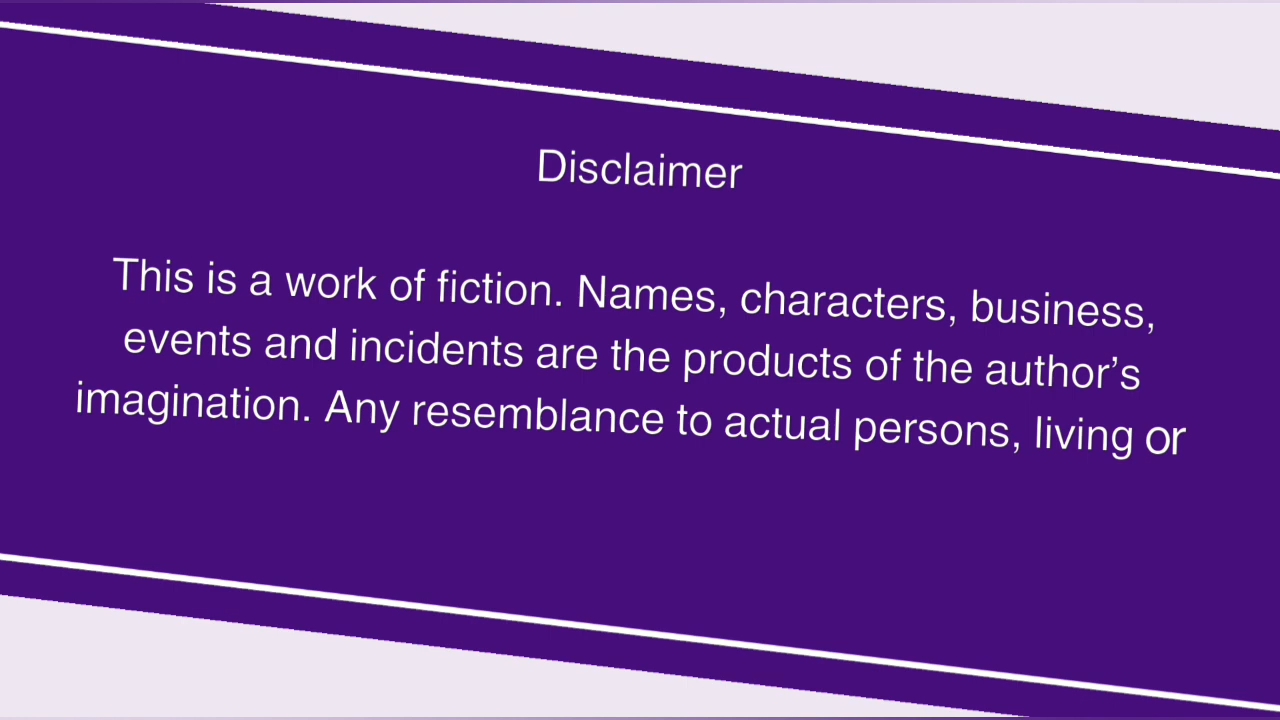 Disclaimer
This is a work of fiction. Names, characters, business,
events and incidents are the products of the author’s
imagination. Any resemblance to actual persons, living or